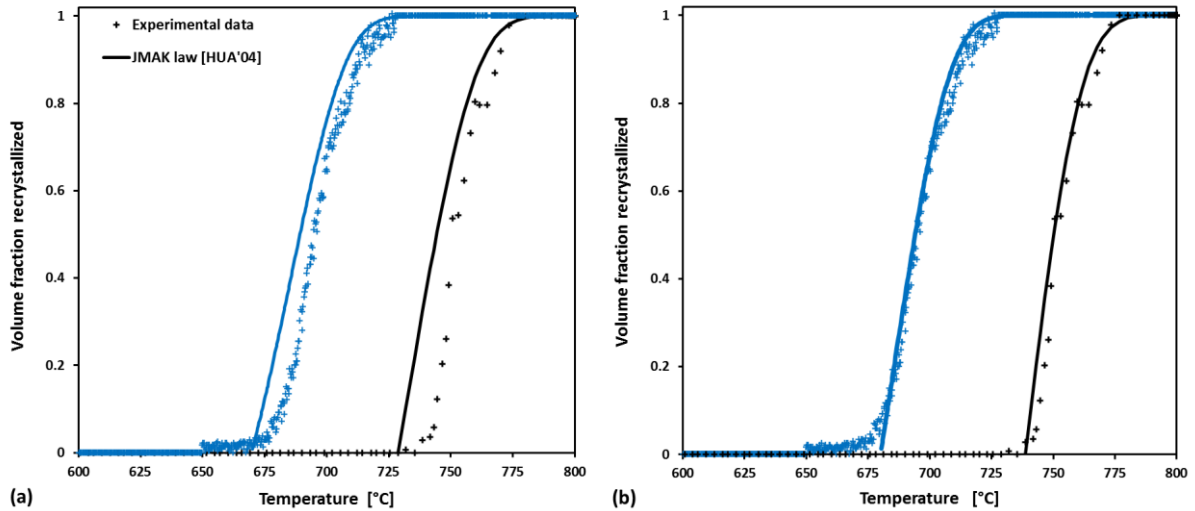 1
+ Experimental data
JMAK law [HUA'04]
0.8
0.6
0.4
0.2
0
Volume fraction recrystallized
600 625 650 675 700 725 750 775 800
Temperature [°C]
(a)
1
0.8
0.6
0.4
0.2
0
Volume fraction recrystallized
600 625 650 675 700 725 750 775 800
Temperature [°C]
(b)